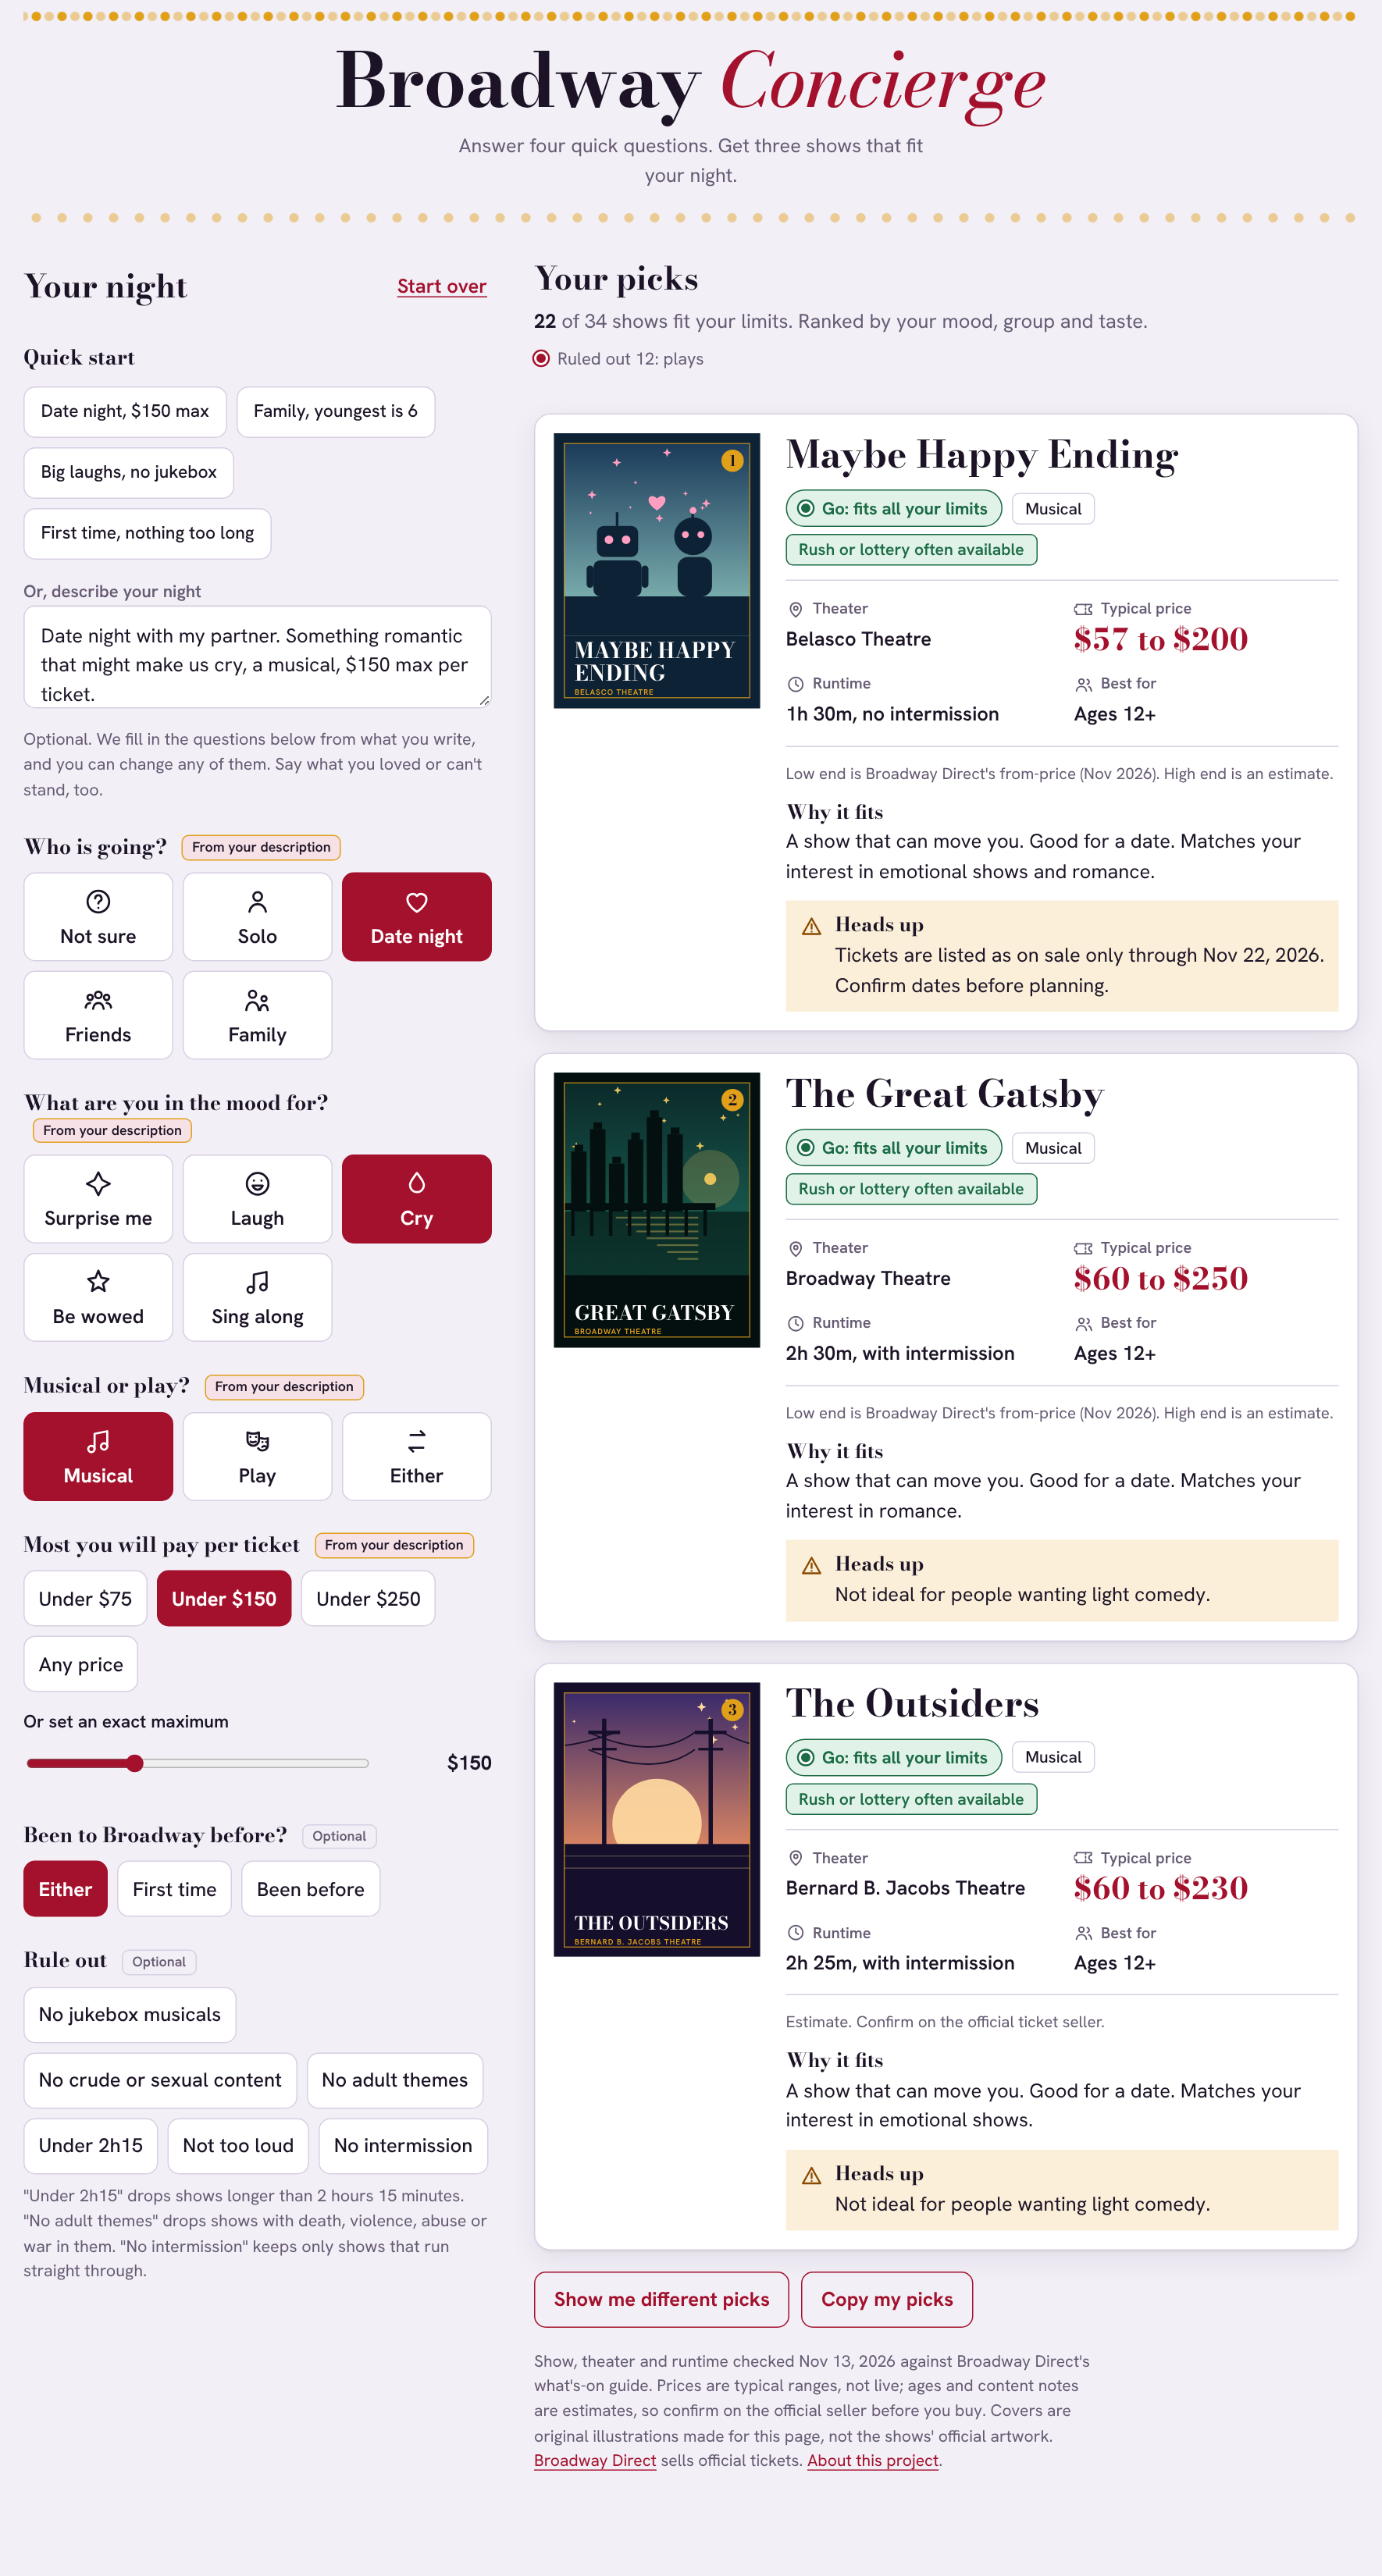 Broadway Concierge
Answer four quick questions. Get three shows that fit
your night.
Your night
Start over
Quick start
Date night, $150 max
Family, youngest is 6
Big laughs, no jukebox
First time, nothing too long
Or, describe your night
Date night with my partner. Something romantic
that might make us cry, a musical, $150 max per
ticket.
Optional. We fill in the questions below from what you write,
and you can change any of them. Say what you loved or can't
stand, too.
Who is going?
From your description
Not sure
Solo
Date night
Friends
Family
What are you in the mood for?
From your description
Surprise me
Laugh
Cry
Be wowed
Sing along
Musical or play?
From your description
Musical
Play
Either
Most you will pay per ticket
From your description
Under $75
Under $150
Under $250
Any price
Or set an exact maximum
$150
Been to Broadway before?
Optional
Either
First time
Been before
Rule out
Optional
No jukebox musicals
No crude or sexual content
No adult themes
Under 2h15
Not too loud
No intermission
"Under 2h15" drops shows longer than 2 hours 15 minutes.
"No adult themes" drops shows with death, violence, abuse or
war in them. "No intermission" keeps only shows that run
straight through.
Your picks
22 of 34 shows fit your limits. Ranked by your mood, group and taste.
Ruled out 12: plays
1
MAYBE HAPPY
ENDING
BELASCO THEATRE
Maybe Happy Ending
Go: fits all your limits
Musical
Rush or lottery often available
Theater
Belasco Theatre
Typical price
$57 to $200
Runtime
1h 30m, no intermission
Best for
Ages 12+
Low end is Broadway Direct's from-price (Nov 2026). High end is an estimate.
Why it fits
A show that can move you. Good for a date. Matches your
interest in emotional shows and romance.
Heads up
Tickets are listed as on sale only through Nov 22, 2026.
Confirm dates before planning.
2
GREAT GATSBY
BROADWAY THEATRE
The Great Gatsby
Go: fits all your limits
Musical
Rush or lottery often available
Theater
Broadway Theatre
Typical price
$60 to $250
Runtime
2h 30m, with intermission
Best for
Ages 12+
Low end is Broadway Direct's from-price (Nov 2026). High end is an estimate.
Why it fits
A show that can move you. Good for a date. Matches your
interest in romance.
Heads up
Not ideal for people wanting light comedy.
3
THE OUTSIDERS
BERNARD B. JACOBS THEATRE
The Outsiders
Go: fits all your limits
Musical
Rush or lottery often available
Theater
Bernard B. Jacobs Theatre
Typical price
$60 to $230
Runtime
2h 25m, with intermission
Best for
Ages 12+
Estimate. Confirm on the official ticket seller.
Why it fits
A show that can move you. Good for a date. Matches your
interest in emotional shows.
Heads up
Not ideal for people wanting light comedy.
Show me different picks
Copy my picks
Show, theater and runtime checked Nov 13, 2026 against Broadway Direct's
what's-on guide. Prices are typical ranges, not live; ages and content notes
are estimates, so confirm on the official seller before you buy. Covers are
original illustrations made for this page, not the shows' official artwork.
Broadway Direct sells official tickets. About this project.